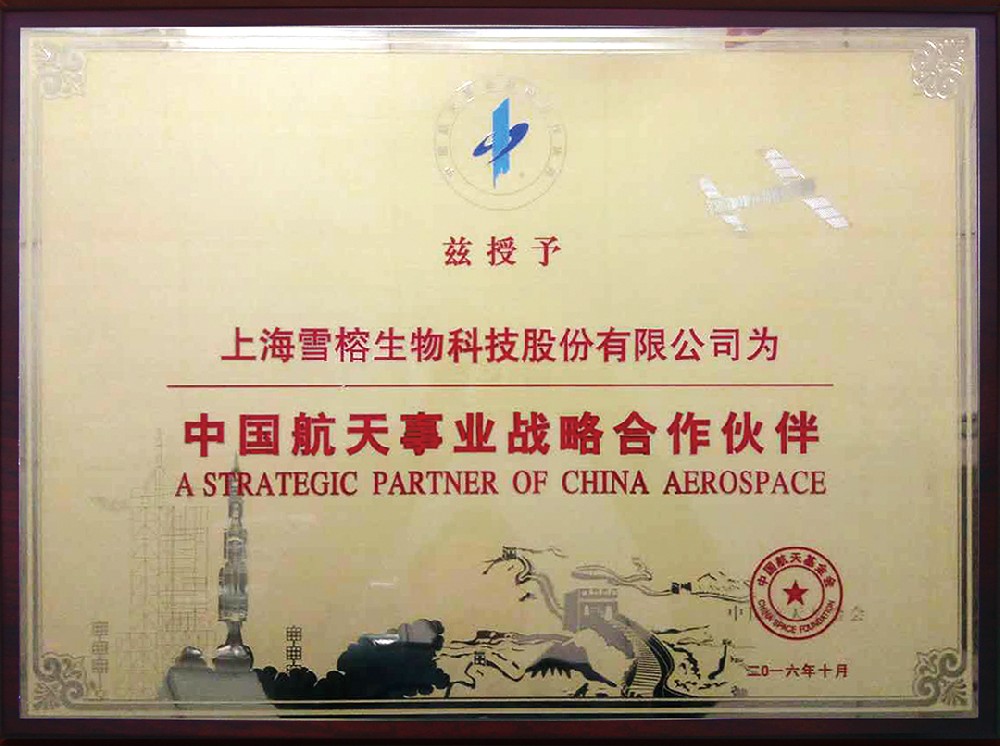 兹授予
上海雪榕生物科技股份有限公司为
中国航天事业战略合作伙伴
A STRATEGIC PARTNER OF CHINA AEROSPACE
中国航天基金会
CHINA SPACE FOUNDATION
二〇一六年十月